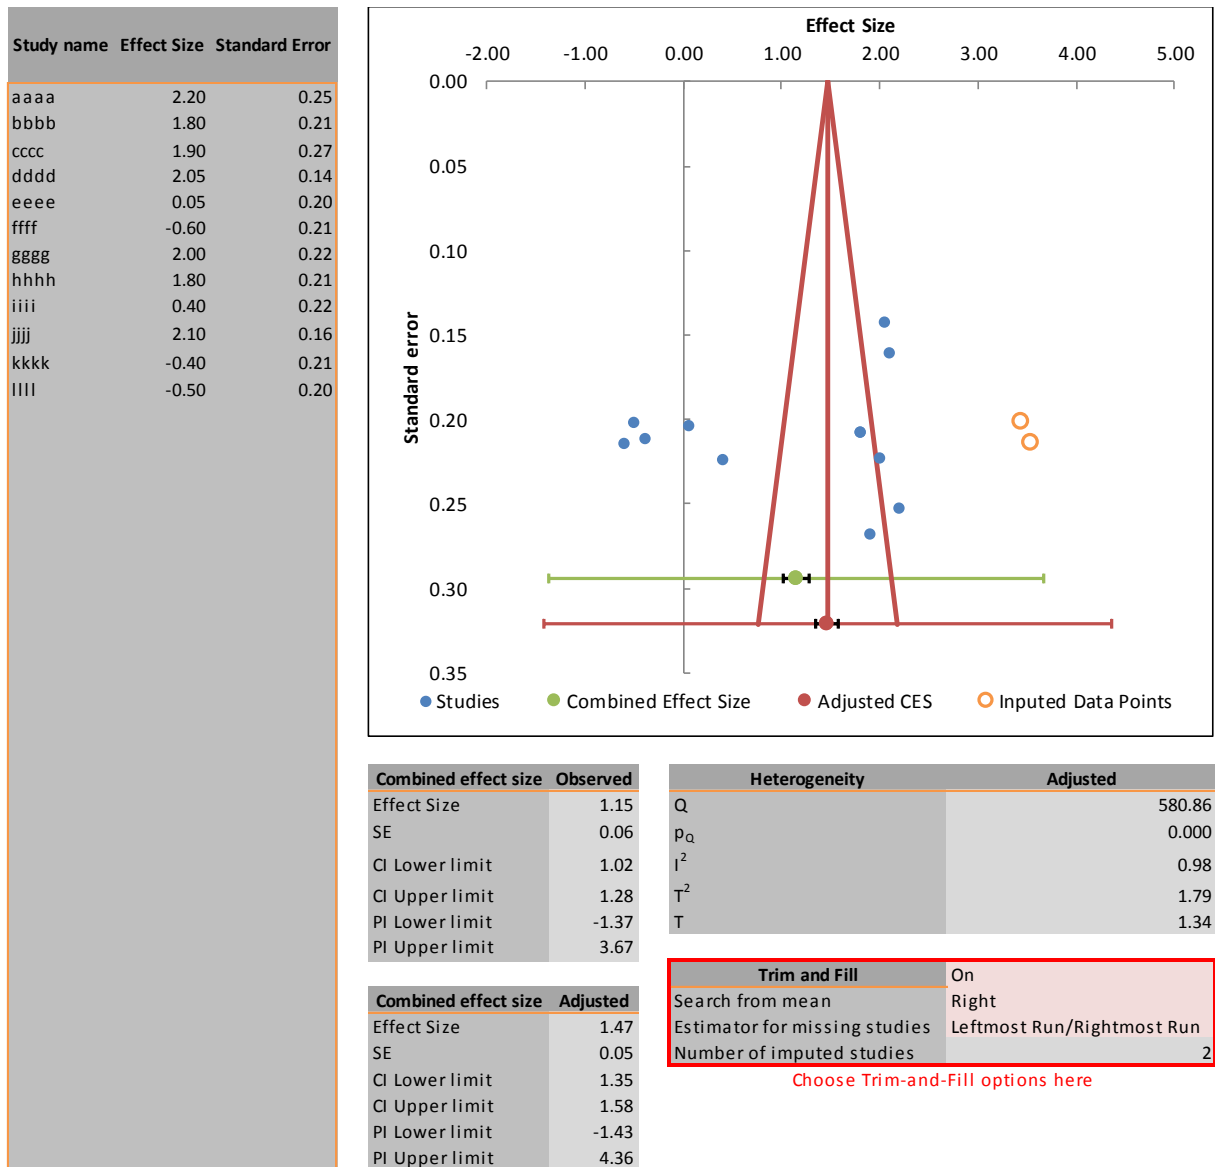 Study name Effect Size Standard Error
aaaa 2.20 0.25
bbbb 1.80 0.21
cccc 1.90 0.27
dddd 2.05 0.14
eeee 0.05 0.20
ffff -0.60 0.21
gggg 2.00 0.22
hhhh 1.80 0.21
iiii 0.40 0.22
jjjj 2.10 0.16
kkkk -0.40 0.21
llll -0.50 0.20
Effect Size
-2.00 -1.00 0.00 1.00 2.00 3.00 4.00 5.00
0.00
0.05
0.10
0.15
0.20
0.25
0.30
0.35
Standard error
Studies Combined Effect Size Adjusted CES Inputed Data Points
Combined effect size Observed
Effect Size 1.15
SE 0.06
CI Lower limit 1.02
CI Upper limit 1.28
PI Lower limit -1.37
PI Upper limit 3.67
Combined effect size Adjusted
Effect Size 1.47
SE 0.05
CI Lower limit 1.35
CI Upper limit 1.58
PI Lower limit -1.43
PI Upper limit 4.36
Heterogeneity Adjusted
Q 580.86
pQ 0.000
I2 0.98
T2 1.79
T 1.34
Trim and Fill On
Search from mean Right
Estimator for missing studies Leftmost Run/Rightmost Run
Number of imputed studies 2
Choose Trim-and-Fill options here